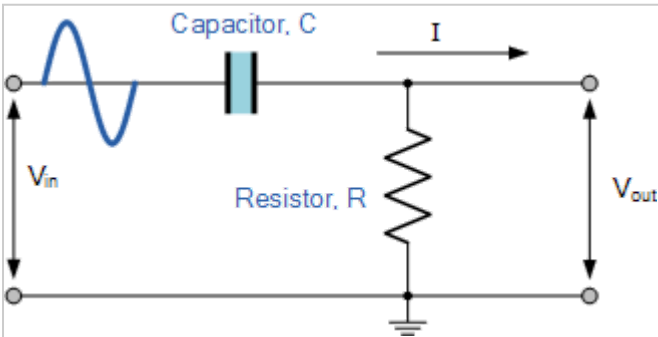 Capacitor, C
I
Vin
Resistor, R
Vout